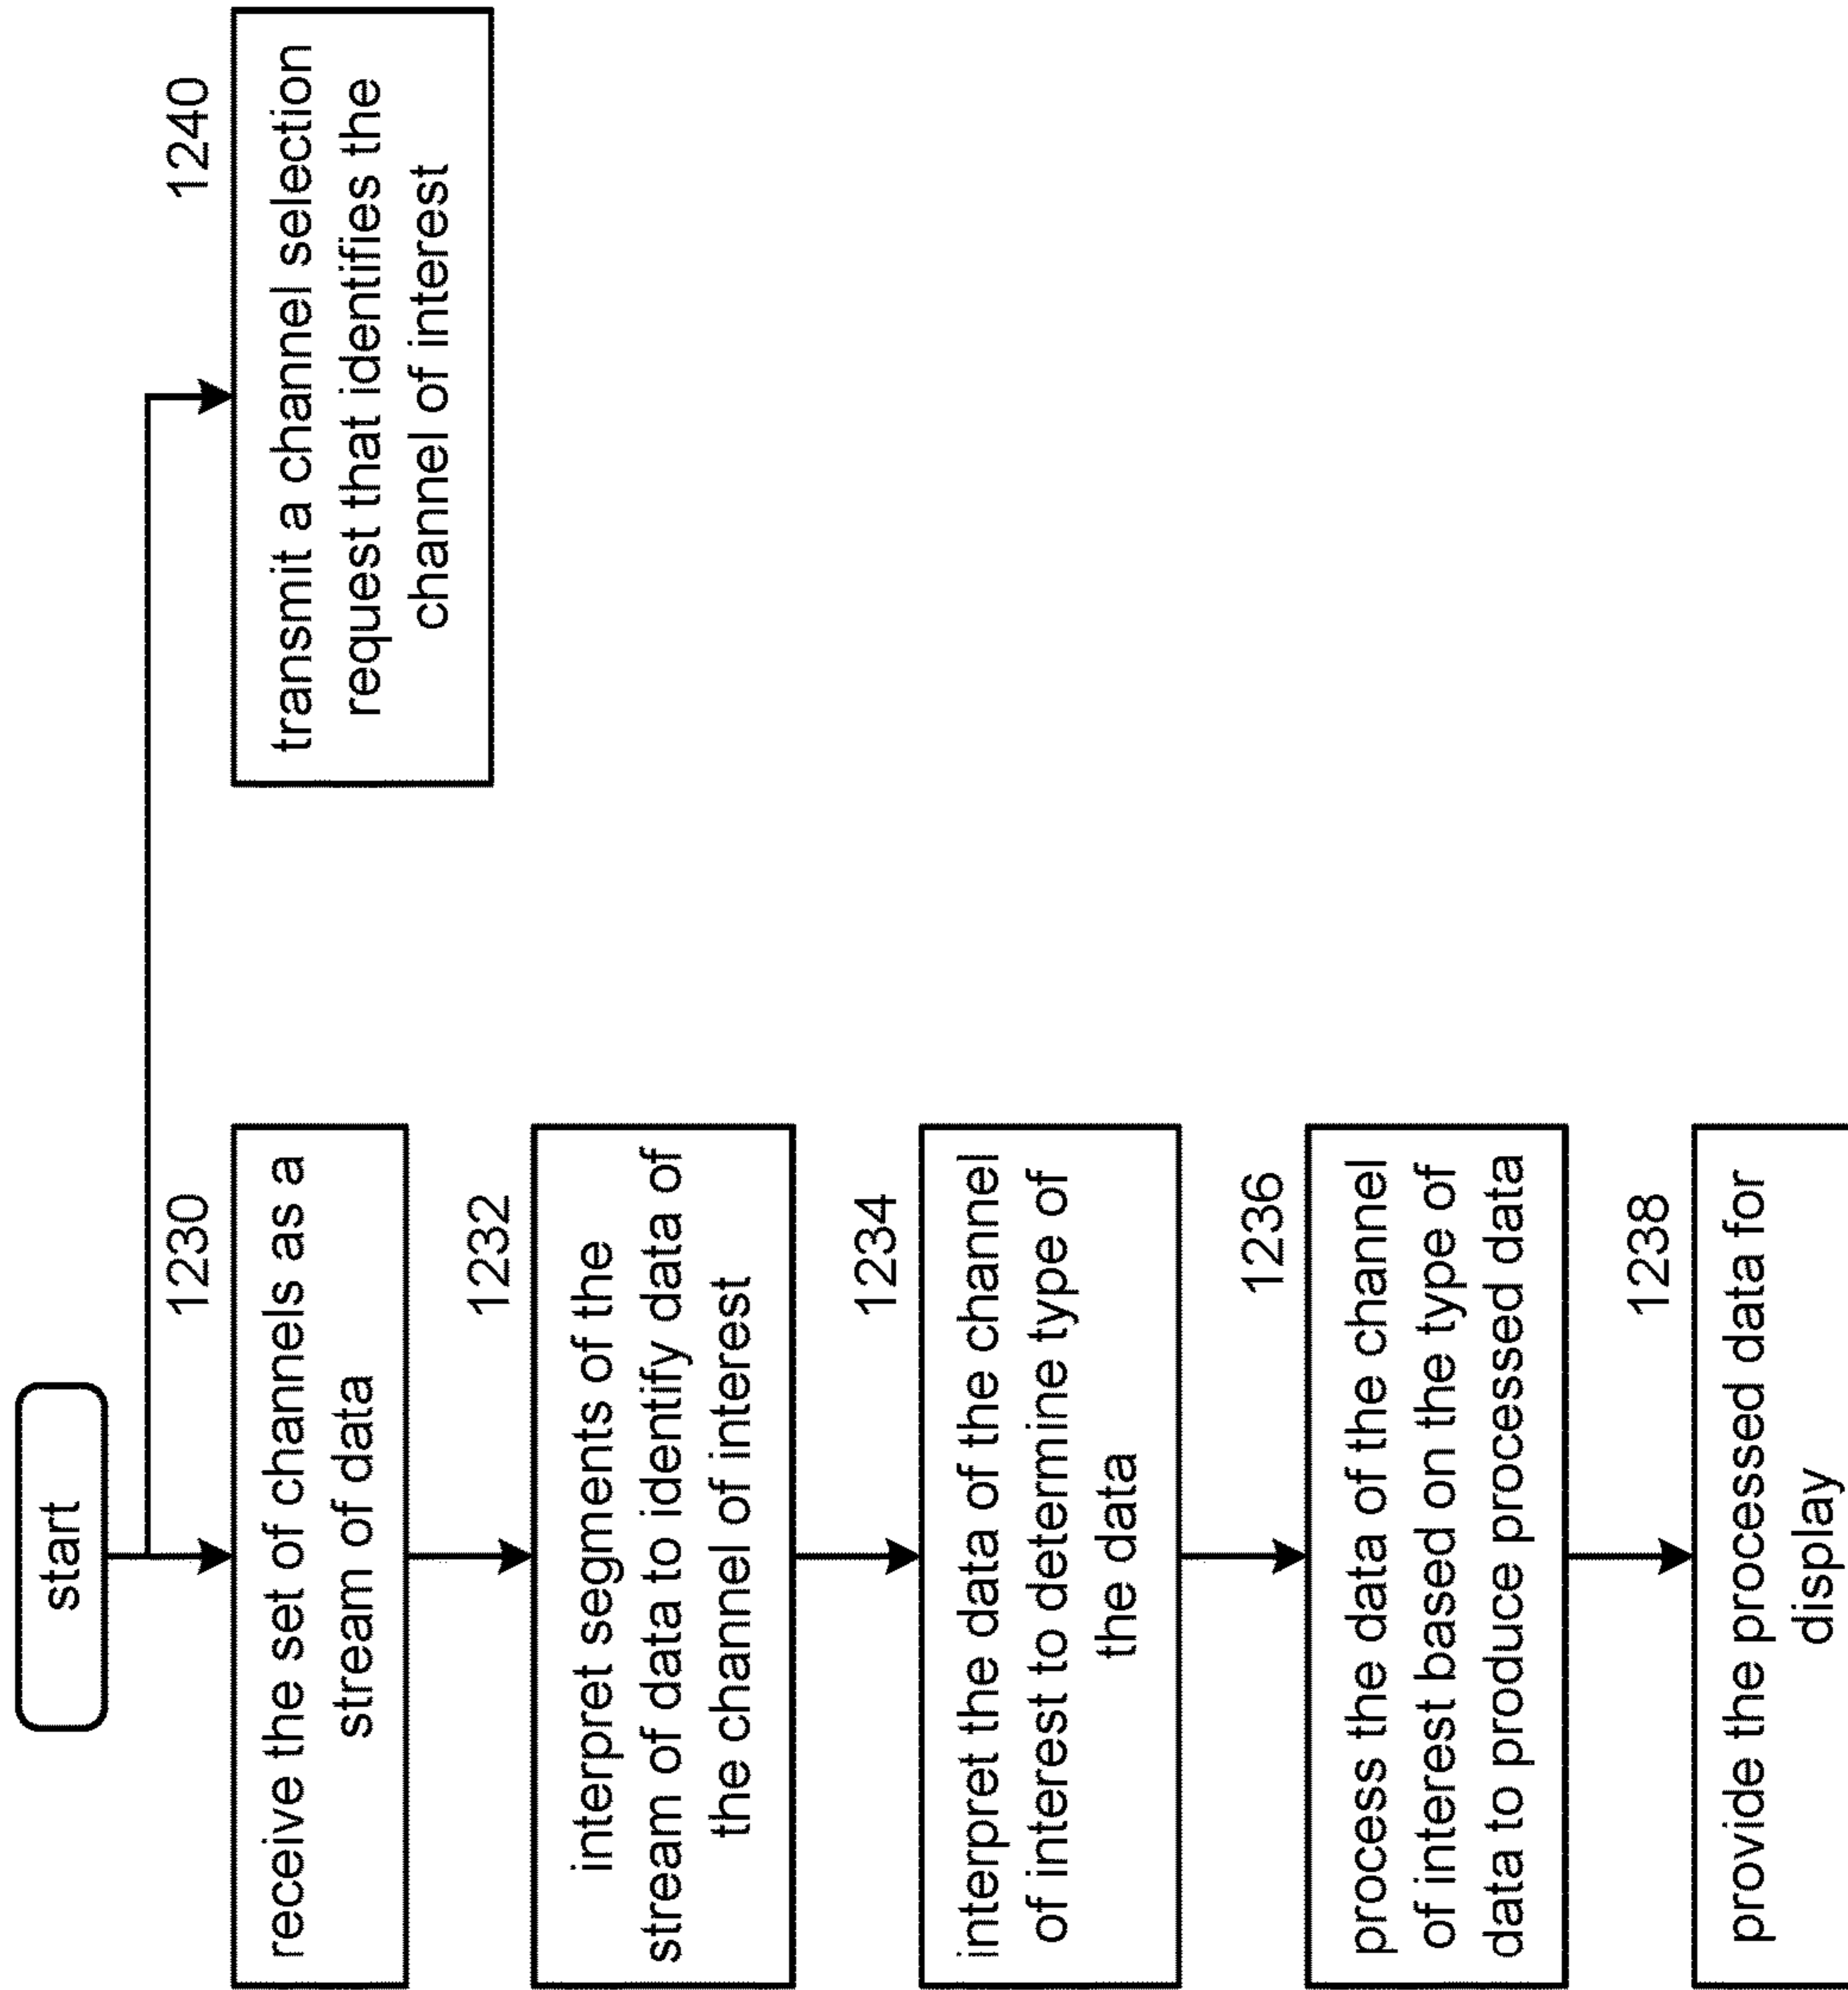 start
1230
receive the set of channels as a
stream of data
1232
interpret segments of the
stream of data to identify data of
the channel of interest
1234
interpret the data of the channel
of interest to determine type of
the data
1236
process the data of the channel
of interest based on the type of
data to produce processed data
1238
provide the processed data for
display
1240
transmit a channel selection
request that identifies the
channel of interest